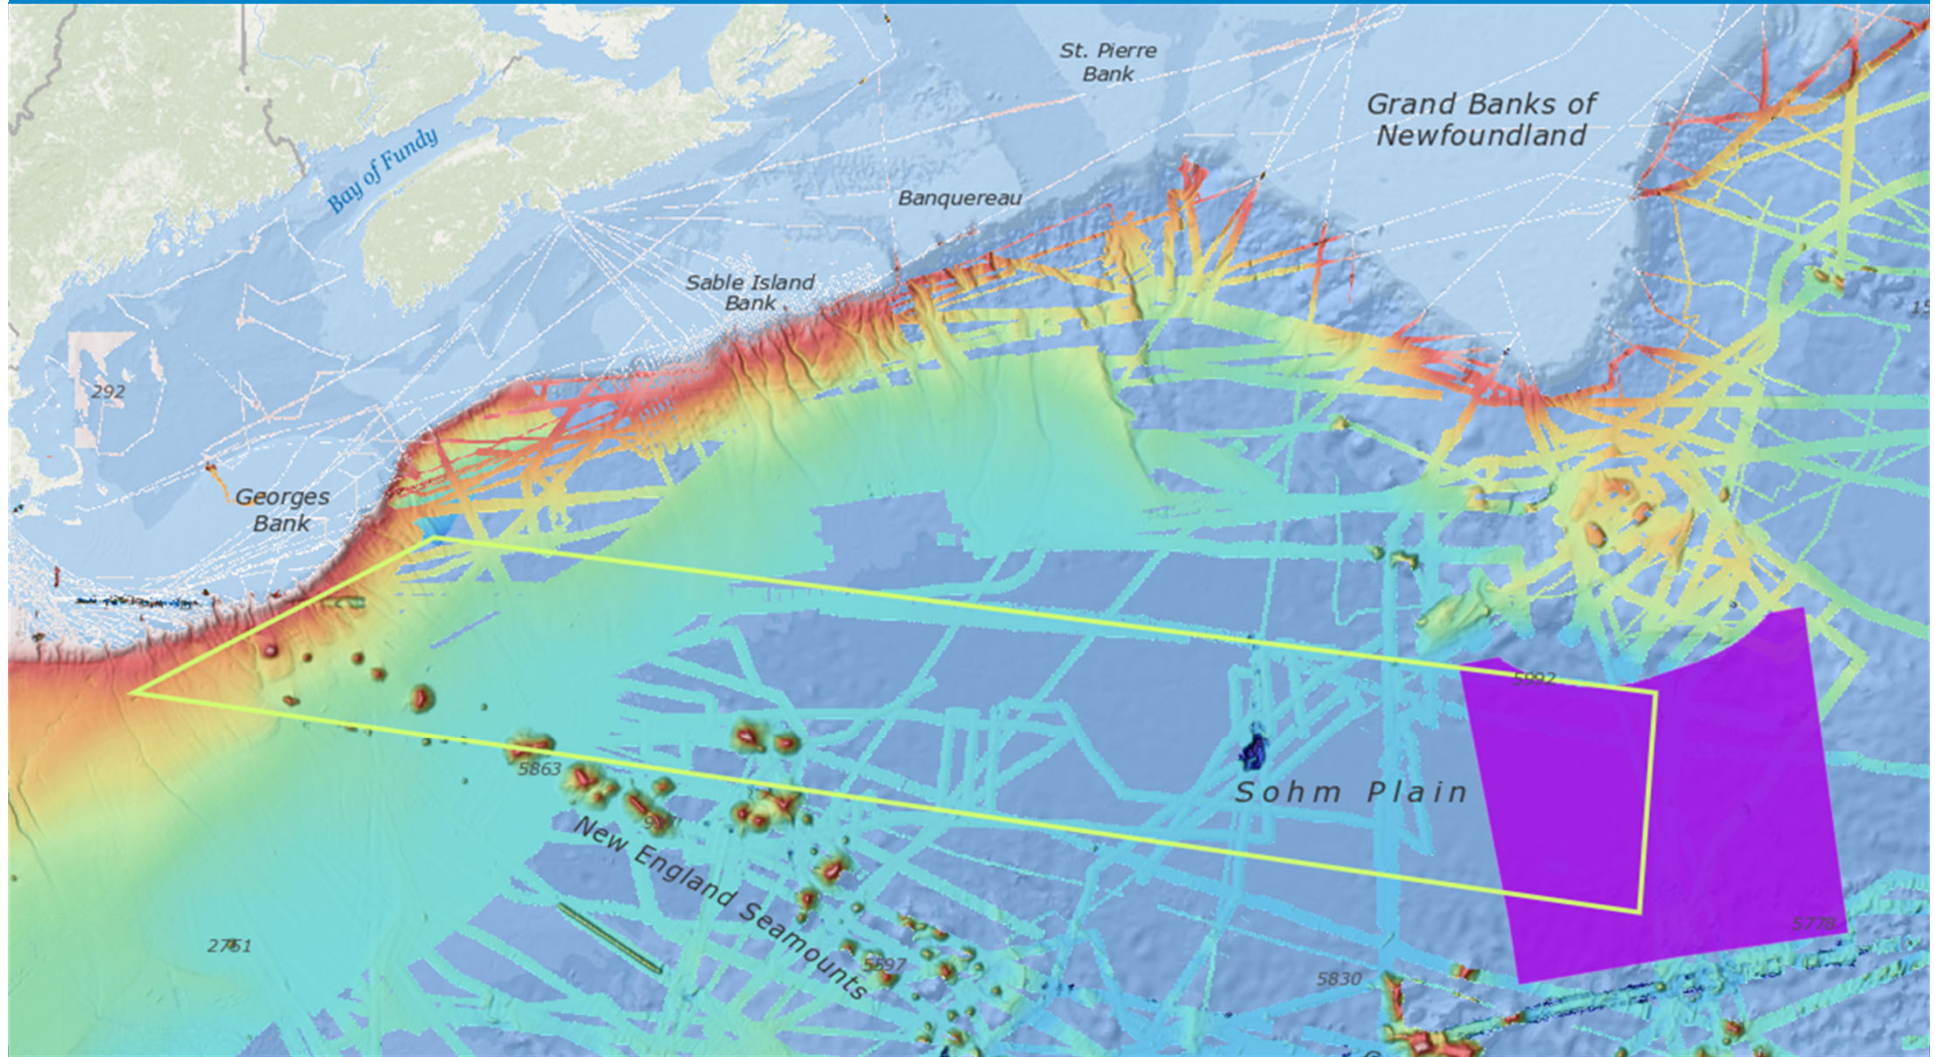 St. Pierre
Bank
Grand Banks of
Newfoundland
Bay of Fundy
Banquereau
Sable Island
Bank
292
Georges
Bank
5992
5863
Sohm Plain
New England Seamounts
2751
5597
5830
5778